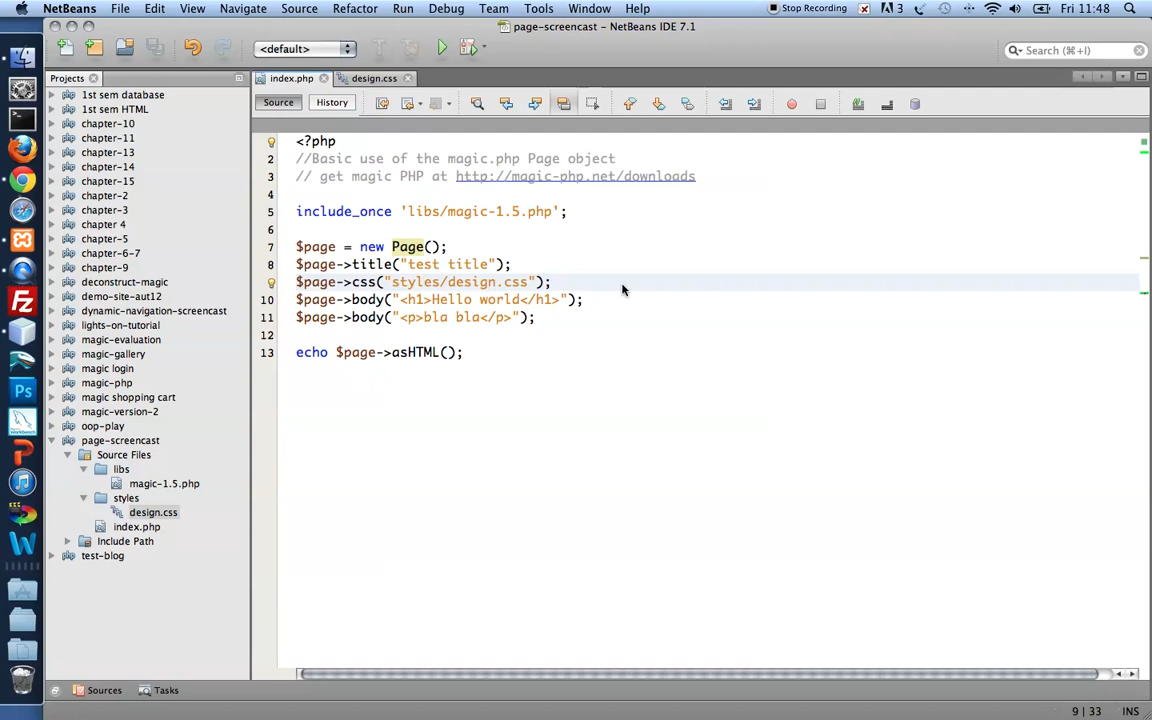 NetBeans File Edit View Navigate Source Refactor Run Debug Team Tools Window Help Stop Recording 3 Fri 11:48
page-screencast – NetBeans IDE 7.1
<default> Search (⌘+I)
Projects index.php design.css
Source History
1st sem database
1st sem HTML
chapter-10
chapter-11
chapter-13
chapter-14
chapter-15
chapter-2
chapter-3
chapter 4
chapter-5
chapter-6-7
chapter-9
deconstruct-magic
demo-site-aut12
dynamic-navigation-screencast
lights-on-tutorial
magic-evaluation
magic-gallery
magic login
magic-php
magic shopping cart
magic-version-2
oop-play
page-screencast
Source Files
libs
magic-1.5.php
styles
design.css
index.php
Include Path
test-blog
<?php
2 //Basic use of the magic.php Page object
3 // get magic PHP at http://magic-php.net/downloads
4
5 include_once 'libs/magic-1.5.php';
6
7 $page = new Page();
8 $page->title("test title");
$page->css("styles/design.css");
10 $page->body("<h1>Hello world</h1>");
11 $page->body("<p>bla bla</p>");
12
13 echo $page->asHTML();
Sources Tasks
9 | 33 INS